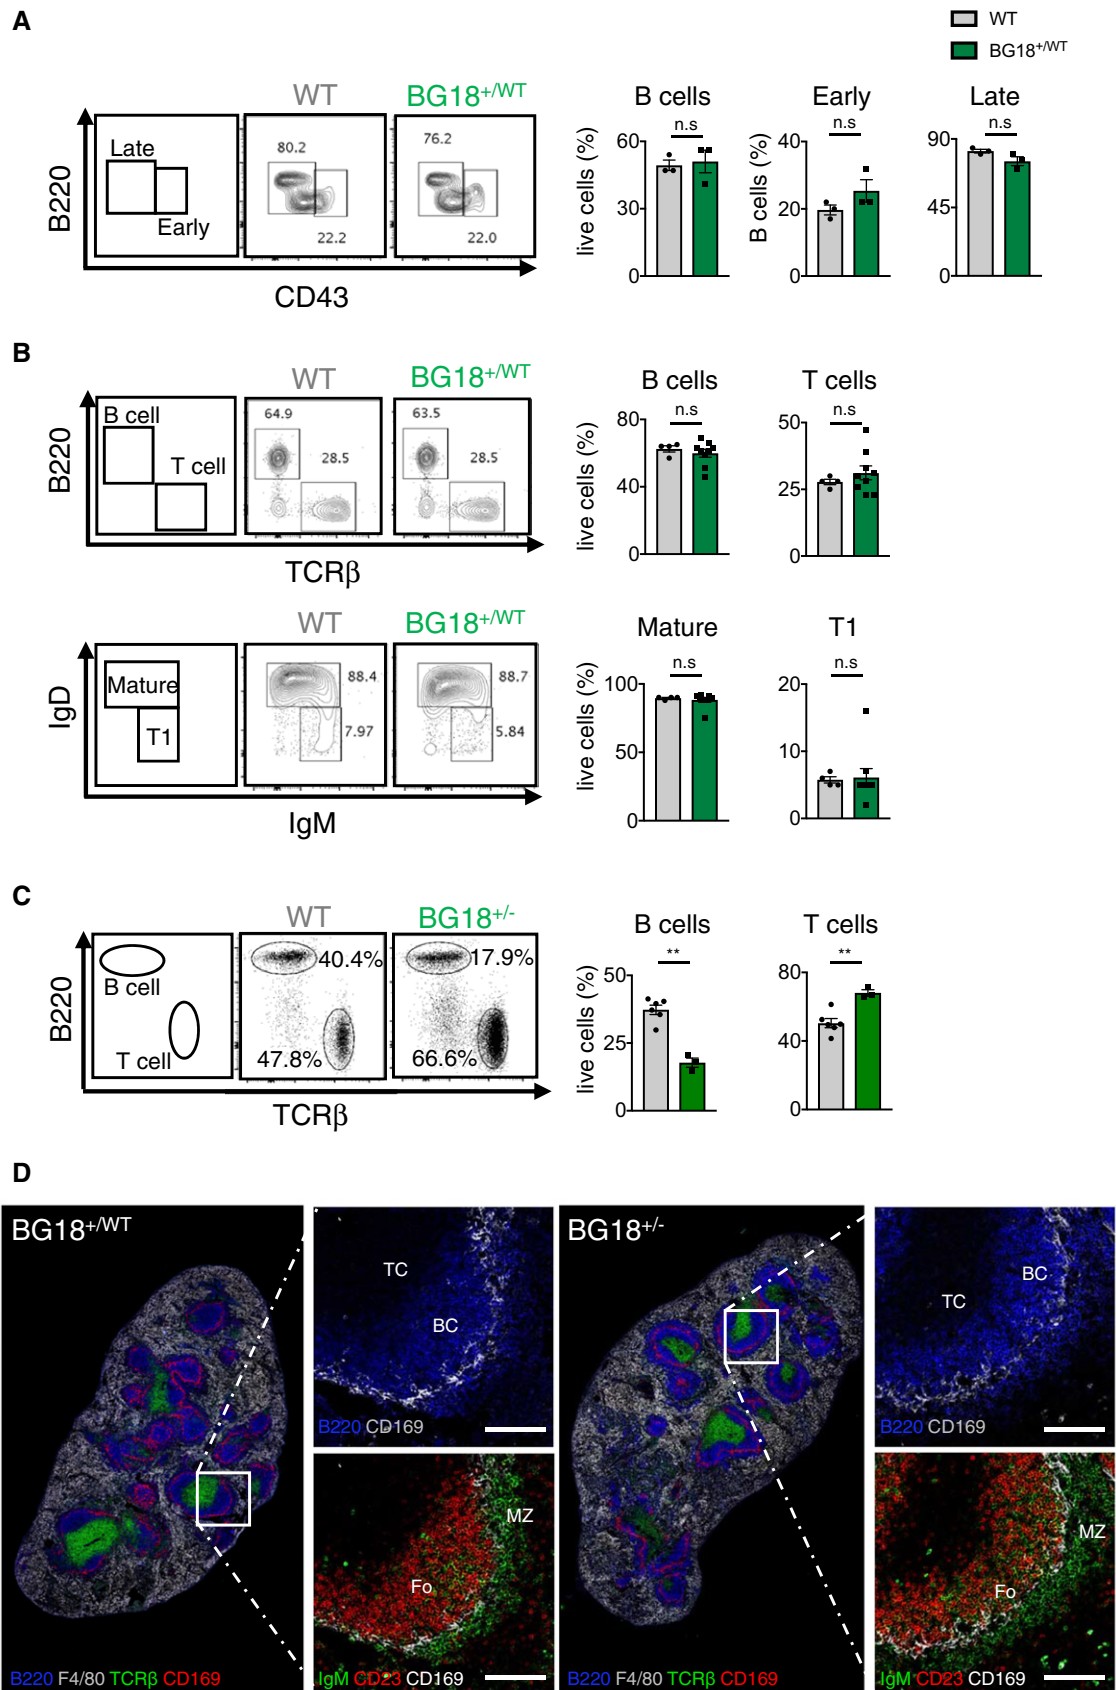 A
WT
BG18+/WT
WT
BG18+/WT
B220
Late
Early
80.2
22.2
76.2
22.0
CD43
B cells
n.s
live cells (%)
60
30
0
Early
n.s
B cells (%)
40
20
0
Late
n.s
90
45
0
B
WT
BG18+/WT
B220
B cell
T cell
64.9
28.5
63.5
28.5
TCRβ
B cells
n.s
live cells (%)
80
40
0
T cells
n.s
50
25
0
WT
BG18+/WT
IgD
Mature
T1
88.4
7.97
88.7
5.84
IgM
Mature
n.s
live cells (%)
100
50
0
T1
n.s
20
10
0
C
WT
BG18+/-
B220
B cell
T cell
40.4%
47.8%
17.9%
66.6%
TCRβ
B cells
**
live cells (%)
50
25
0
T cells
**
80
40
0
D
BG18+/WT
B220 F4/80 TCRβ CD169
TC
BC
B220 CD169
MZ
Fo
IgM CD23 CD169
BG18+/-
B220 F4/80 TCRβ CD169
BC
TC
B220 CD169
MZ
Fo
IgM CD23 CD169